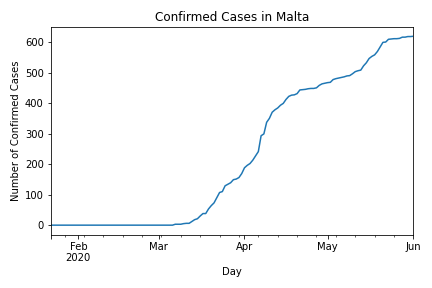 Confirmed Cases in Malta
Number of Confirmed Cases
600
500
400
300
200
100
0
Feb
2020
Mar
Apr
May
Jun
Day